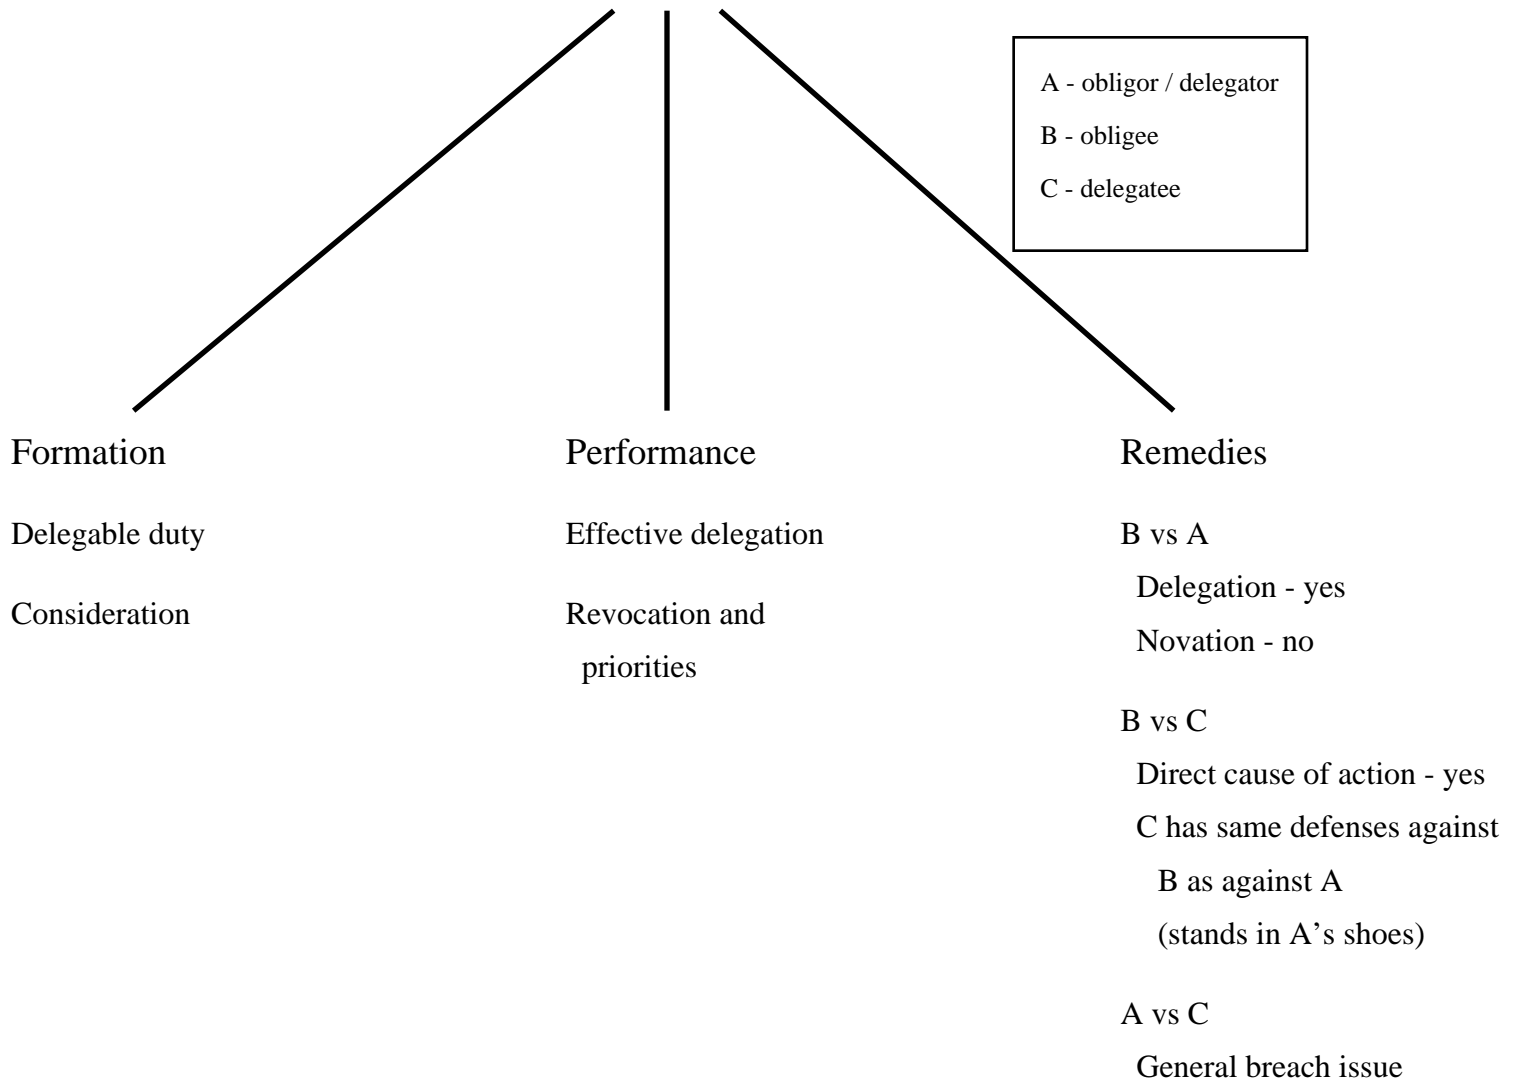 A - obligor / delegator
B - obligee
C - delegatee
Formation
Delegable duty
Consideration
Performance
Effective delegation
Revocation and
priorities
Remedies
B vs A
Delegation - yes
Novation - no
B vs C
Direct cause of action - yes
C has same defenses against
B as against A
(stands in A’s shoes)
A vs C
General breach issue